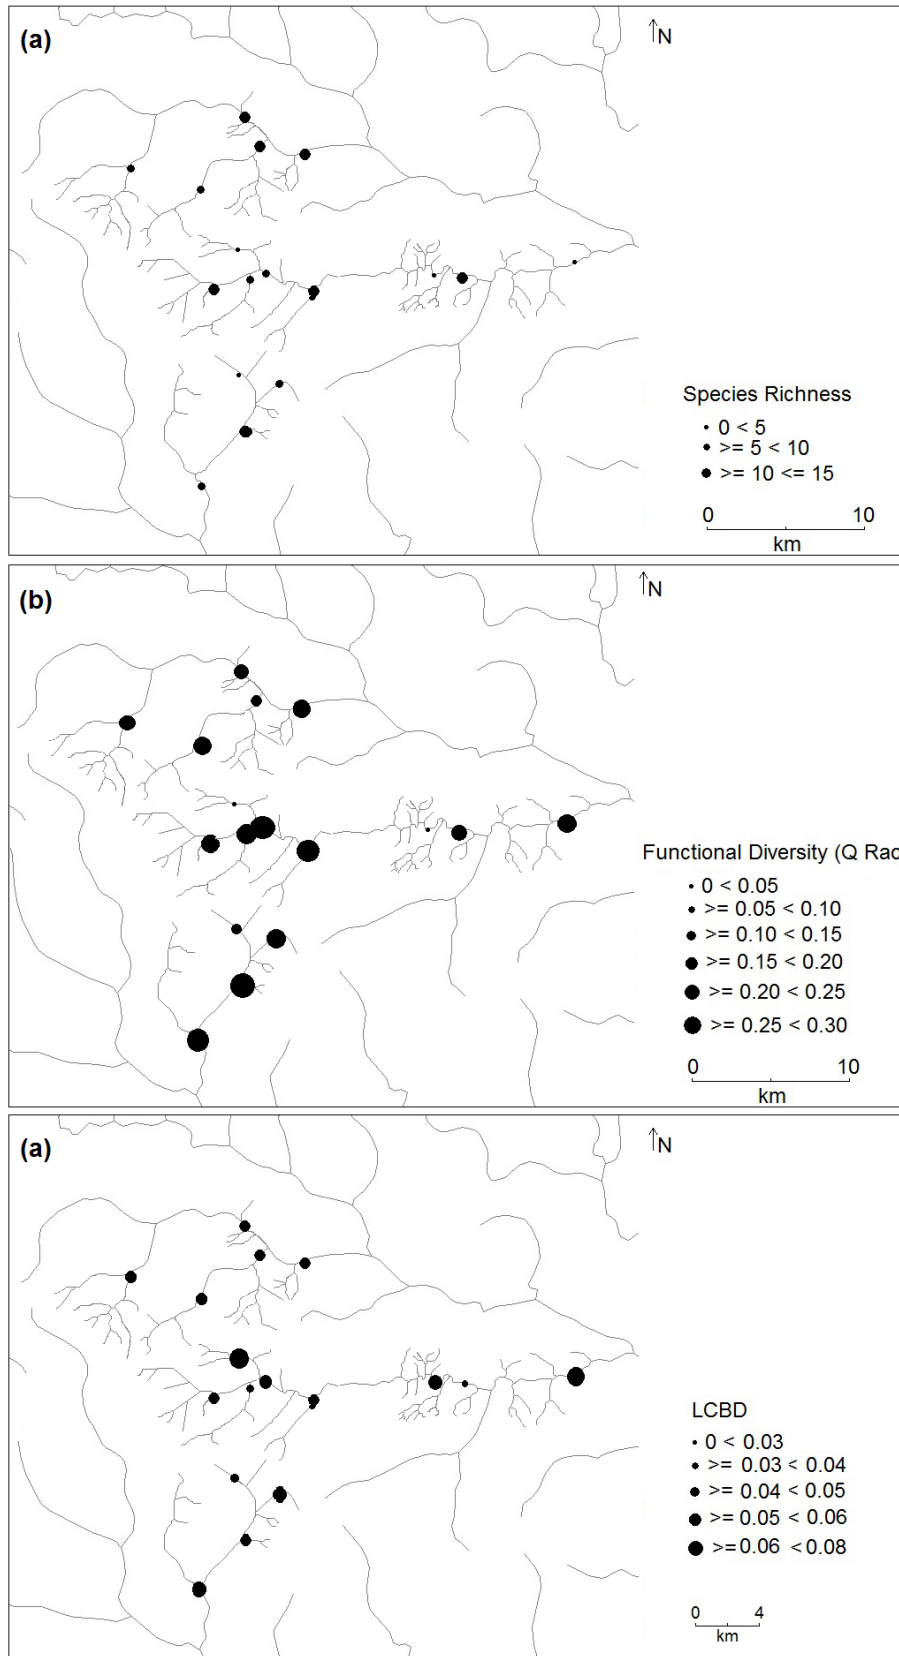 (a)
N
Species Richness
0 < 5
>= 5 < 10
>= 10 <= 15
0 10
km
(b)
N
Functional Diversity (Q Rao
0 < 0.05
>= 0.05 < 0.10
>= 0.10 < 0.15
>= 0.15 < 0.20
>= 0.20 < 0.25
>= 0.25 < 0.30
0 10
km
(a)
N
LCBD
0 < 0.03
>= 0.03 < 0.04
>= 0.04 < 0.05
>= 0.05 < 0.06
>= 0.06 < 0.08
0 4
km